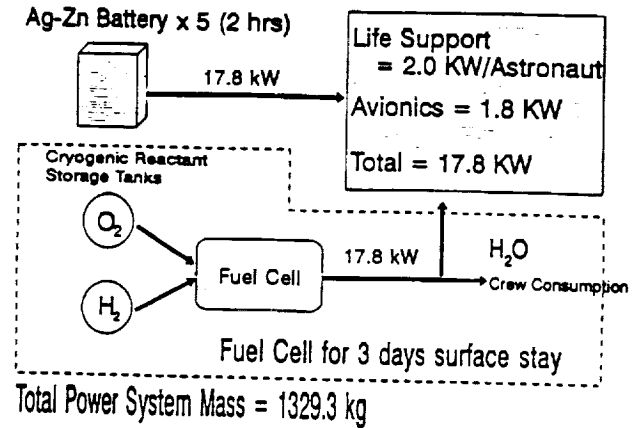 Ag-Zn Battery x 5 (2 hrs)
17.8 kW
Life Support
= 2.0 KW/Astronaut
Avionics = 1.8 KW
Total = 17.8 KW
Cryogenic Reactant
Storage Tanks
O₂
H₂
Fuel Cell
17.8 kW
H₂O
Crew Consumption
Fuel Cell for 3 days surface stay
Total Power System Mass = 1329.3 kg